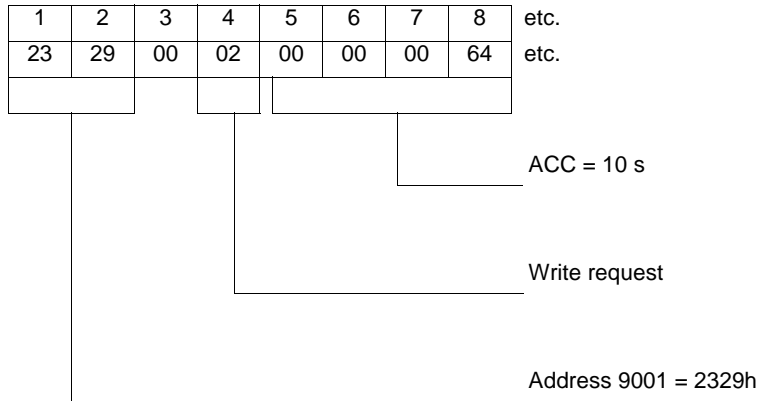 1 2 3 4 5 6 7 8 etc.
23 29 00 02 00 00 00 64 etc.
ACC = 10 s
Write request
Address 9001 = 2329h